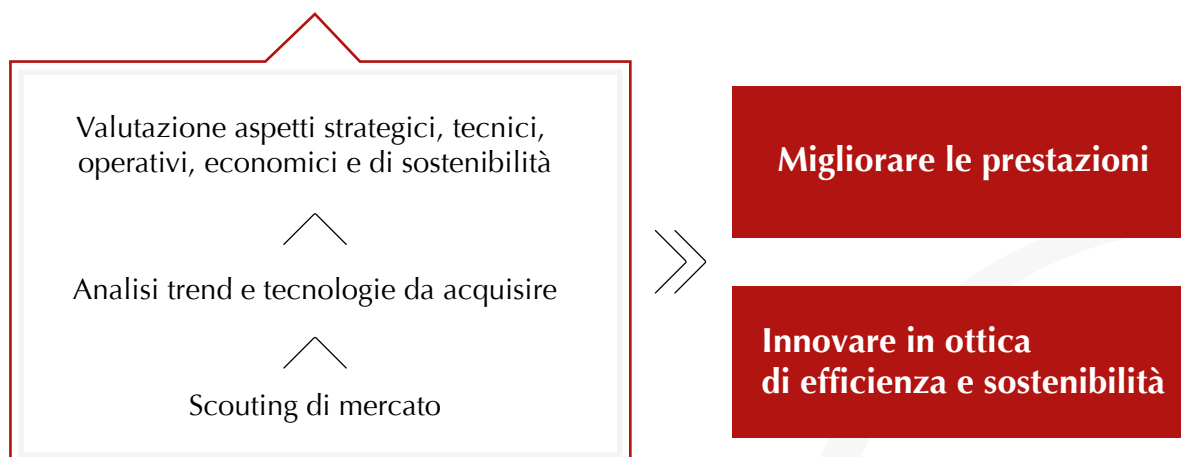 Valutazione aspetti strategici, tecnici,
operativi, economici e di sostenibilità
Analisi trend e tecnologie da acquisire
Scouting di mercato
Migliorare le prestazioni
Innovare in ottica
di efficienza e sostenibilità